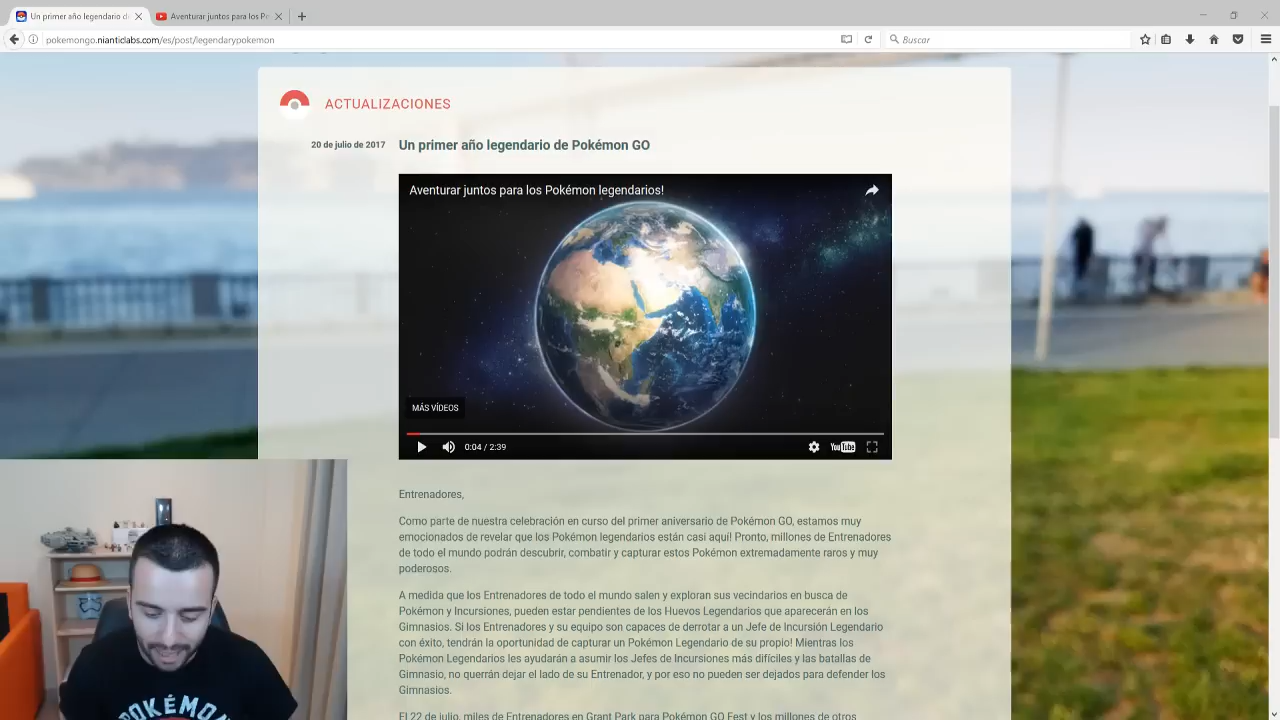 Un primer año legendario de
Aventurar juntos para los P
pokemongo.nianticlabs.com/es/post/legendarypokemon
Buscar
ACTUALIZACIONES
20 de julio de 2017
Un primer año legendario de Pokémon GO
Aventurar juntos para los Pokémon legendarios!
MÁS VÍDEOS
0:04 / 2:39
YouTube
Entrenadores,
Como parte de nuestra celebración en curso del primer aniversario de Pokémon GO, estamos muy
emocionados de revelar que los Pokémon legendarios están casi aquí! Pronto, millones de Entrenadores
de todo el mundo podrán descubrir, combatir y capturar estos Pokémon extremadamente raros y muy
poderosos.
A medida que los Entrenadores de todo el mundo salen y exploran sus vecindarios en busca de
Pokémon y Incursiones, pueden estar pendientes de los Huevos Legendarios que aparecerán en los
Gimnasios. Si los Entrenadores y su equipo son capaces de derrotar a un Jefe de Incursión Legendario
con éxito, tendrán la oportunidad de capturar un Pokémon Legendario de su propio! Mientras los
Pokémon Legendarios les ayudarán a asumir los Jefes de Incursiones más difíciles y las batallas de
Gimnasio, no querrán dejar el lado de su Entrenador, y por eso no pueden ser dejados para defender los
Gimnasios.
El 22 de julio, miles de Entrenadores en Grant Park para Pokémon GO Fest y los millones de otros
POKÉMO